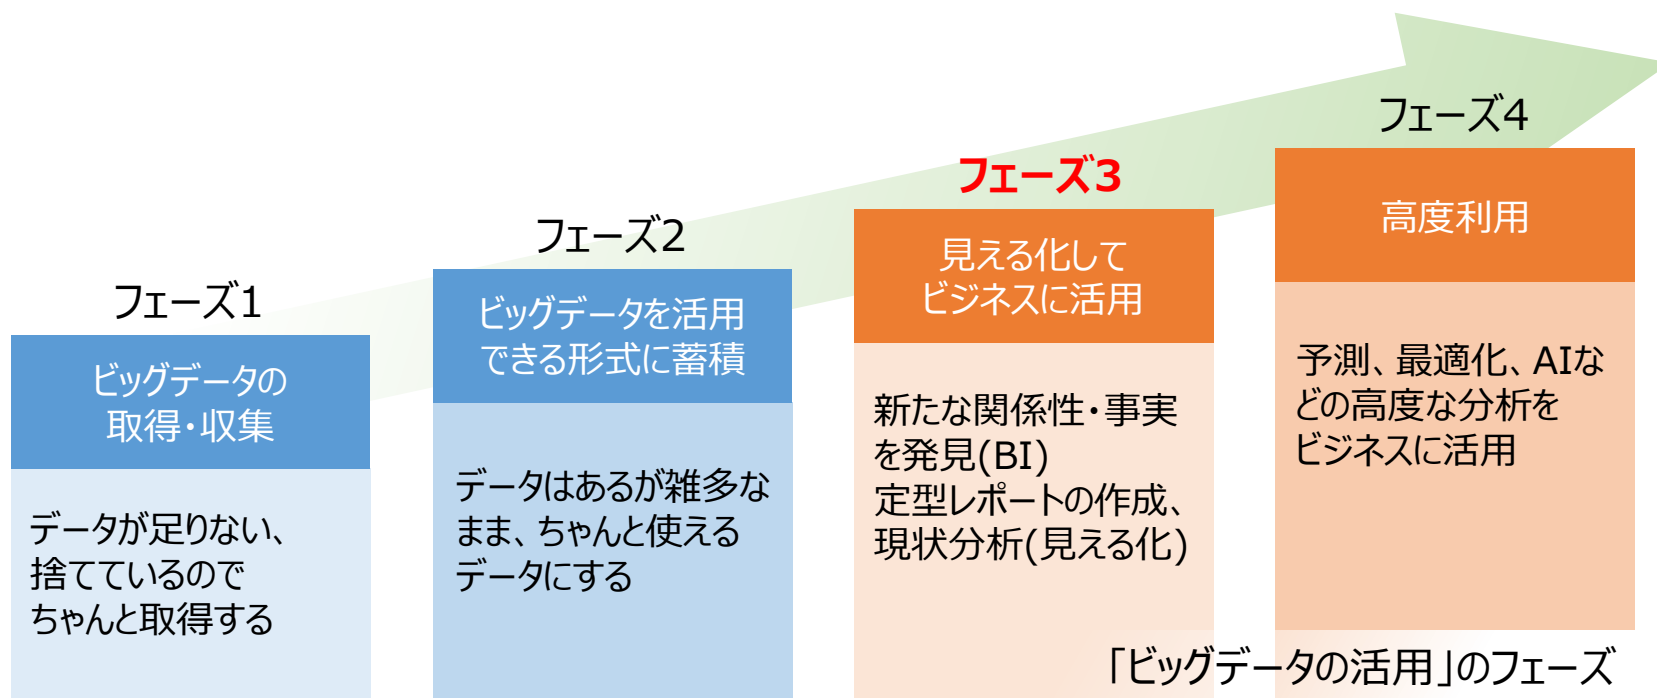 フェーズ1
ビッグデータの
取得・収集
データが足りない、
捨てているので
ちゃんと取得する
フェーズ2
ビッグデータを活用
できる形式に蓄積
データはあるが雑多な
まま、ちゃんと使える
データにする
フェーズ3
見える化して
ビジネスに活用
新たな関係性・事実
を発見(BI)
定型レポートの作成、
現状分析(見える化)
フェーズ4
高度利用
予測、最適化、AIな
どの高度な分析を
ビジネスに活用
「ビッグデータの活用」のフェーズ